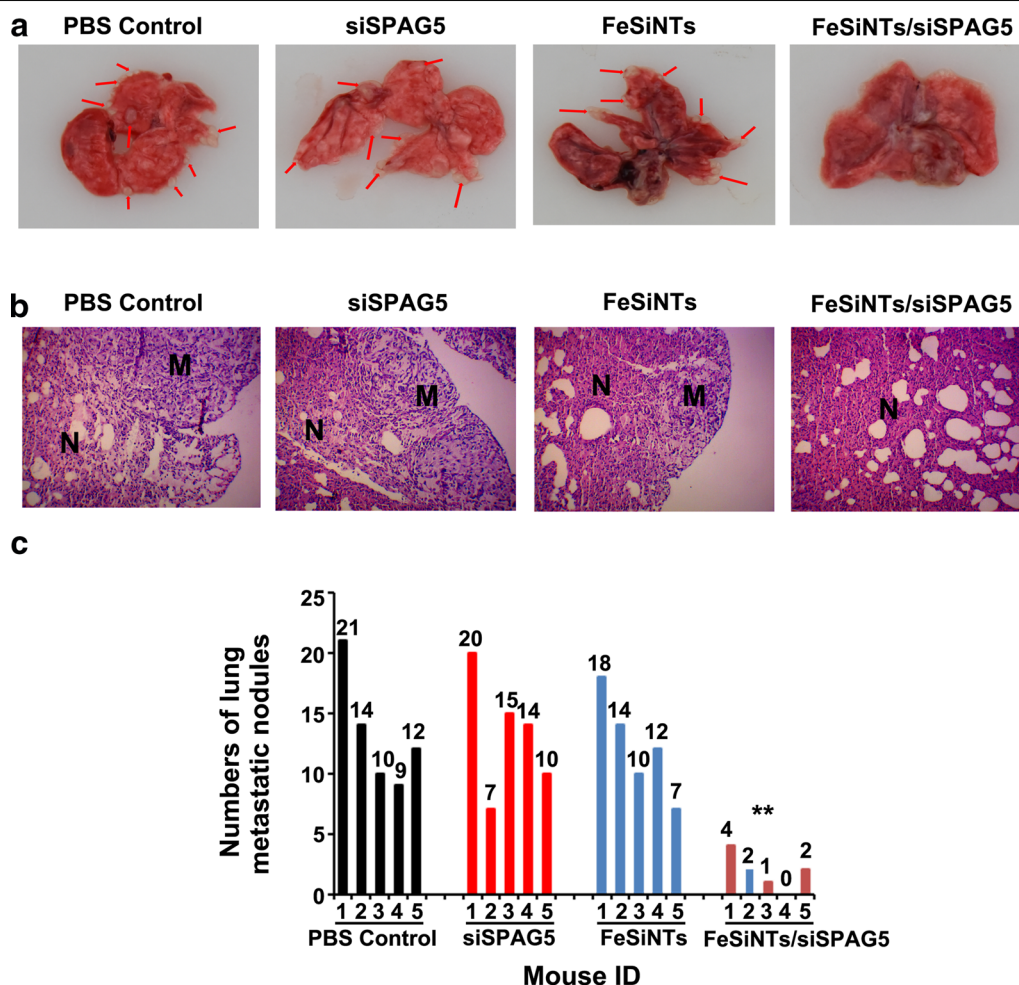 a
PBS Control siSPAG5 FeSiNTs FeSiNTs/siSPAG5
b
PBS Control siSPAG5 FeSiNTs FeSiNTs/siSPAG5
M
N
M
N
N
M
N
c
Numbers of lung
metastatic nodules
25
20
15
10
5
0
21 14 10 9 12
20 7 15 14 10
18 14 10 12 7
4 2 1 0 2
**
1 2 3 4 5 1 2 3 4 5 1 2 3 4 5 1 2 3 4 5
PBS Control siSPAG5 FeSiNTs FeSiNTs/siSPAG5
Mouse ID